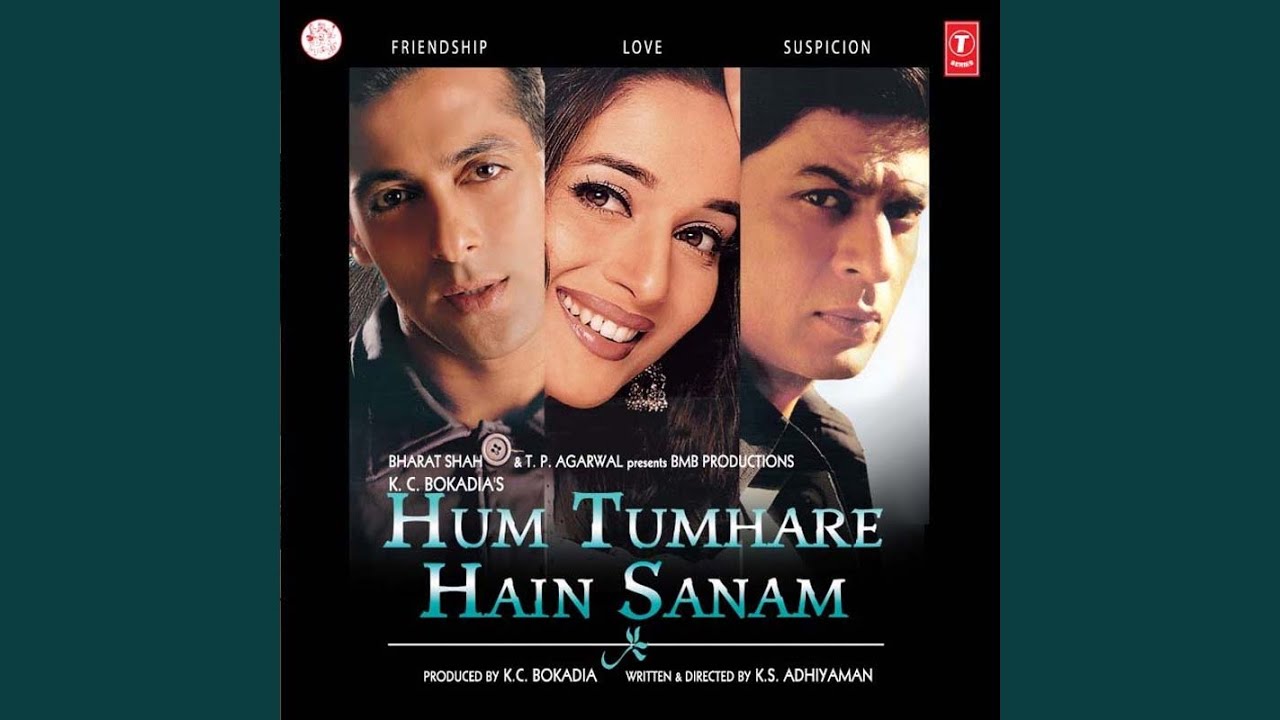 FRIENDSHIP LOVE SUSPICION
T
SERIES
BHARAT SHAH & T. P. AGARWAL presents BMB PRODUCTIONS
K. C. BOKADIA'S
HUM TUMHARE
HAIN SANAM
PRODUCED BY K.C. BOKADIA WRITTEN & DIRECTED BY K.S. ADHIYAMAN